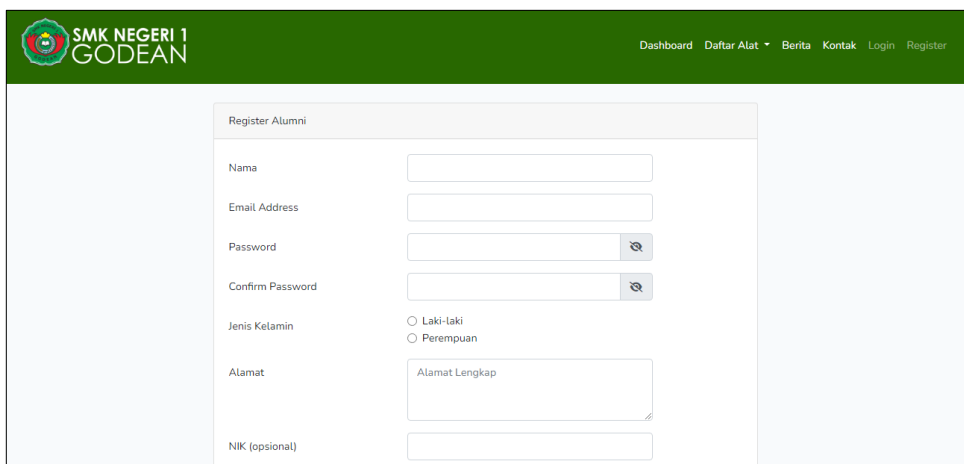 SMK NEGERI 1
GODEAN
Dashboard Daftar Alat Berita Kontak Login Register
Register Alumni
Nama
Email Address
Password
Confirm Password
Jenis Kelamin
Laki-laki
Perempuan
Alamat
Alamat Lengkap
NIK (opsional)